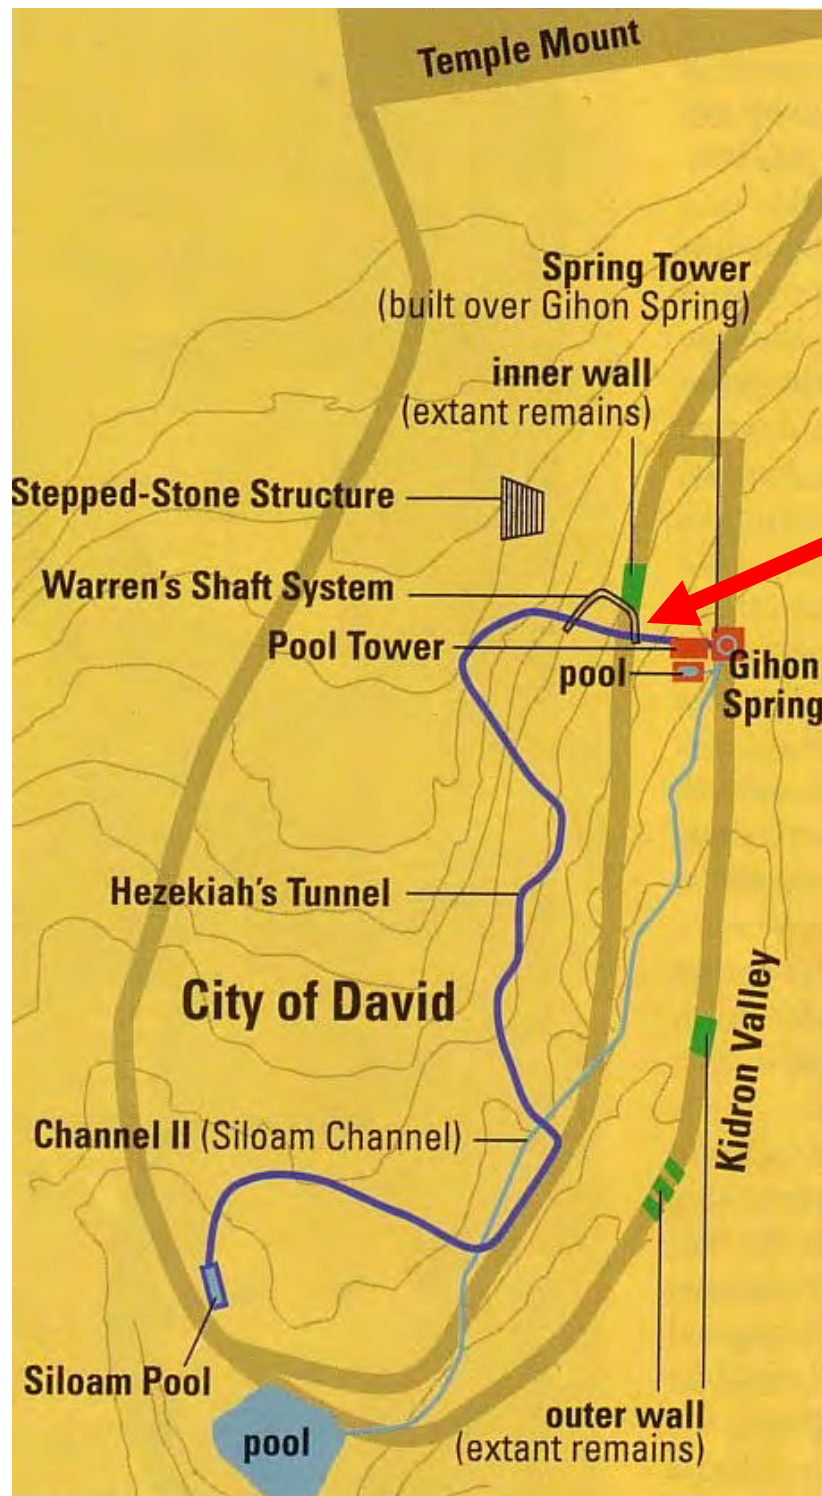 Temple Mount
Spring Tower
(built over Gihon Spring)
inner wall
(extant remains)
Stepped-Stone Structure
Warren's Shaft System
Pool Tower
pool
Gihon
Spring
Hezekiah's Tunnel
City of David
Kidron Valley
Channel II (Siloam Channel)
Siloam Pool
pool
outer wall
(extant remains)